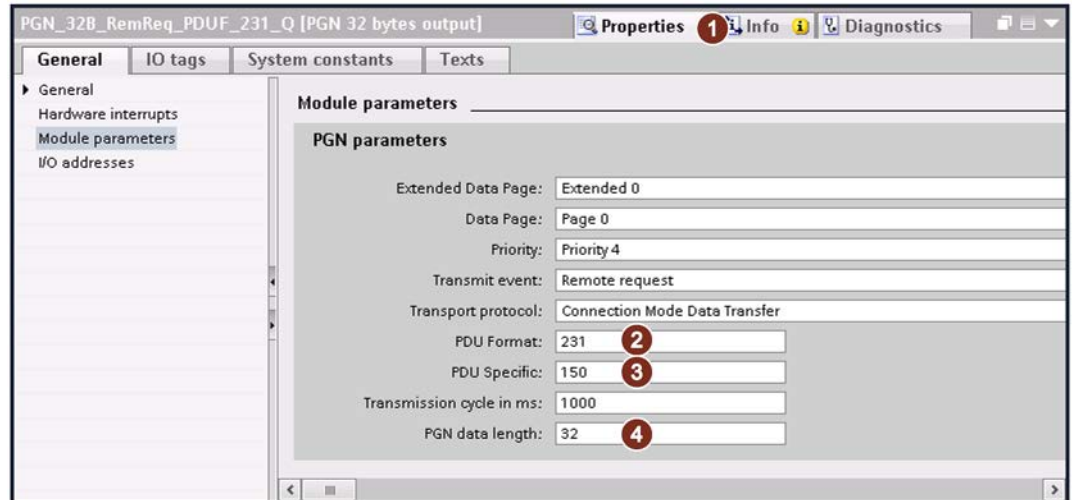 PGN_32B_RemReq_PDUF_231_Q [PGN 32 bytes output] Properties 1 Info Diagnostics
General IO tags System constants Texts
General
Hardware interrupts
Module parameters
I/O addresses
Module parameters
PGN parameters
Extended Data Page: Extended 0
Data Page: Page 0
Priority: Priority 4
Transmit event: Remote request
Transport protocol: Connection Mode Data Transfer
PDU Format: 231 2
PDU Specific: 150 3
Transmission cycle in ms: 1000
PGN data length: 32 4